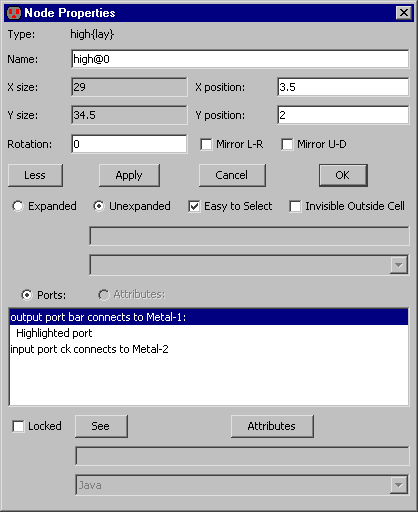 Node Properties
Type: high{lay}
Name: high@0
X size: 29 X position: 3.5
Y size: 34.5 Y position: 2
Rotation: 0 Mirror L-R Mirror U-D
Less Apply Cancel OK
Expanded Unexpanded Easy to Select Invisible Outside Cell
Ports: Attributes:
output port bar connects to Metal-1:
Highlighted port
input port ck connects to Metal-2
Locked See Attributes
Java